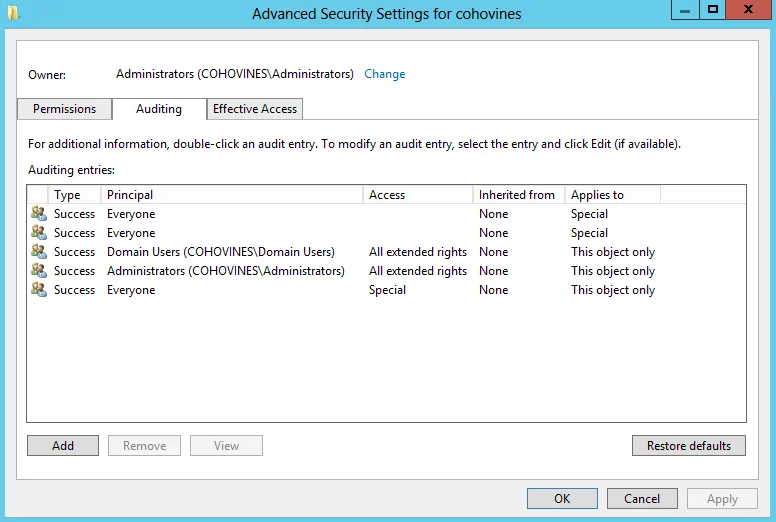 Advanced Security Settings for cohovines
Owner: Administrators (COHOVINES\Administrators) Change
Permissions Auditing Effective Access
For additional information, double-click an audit entry. To modify an audit entry, select the entry and click Edit (if available).
Auditing entries:
Type Principal Access Inherited from Applies to
Success Everyone None Special
Success Everyone None Special
Success Domain Users (COHOVINES\Domain Users) All extended rights None This object only
Success Administrators (COHOVINES\Administrators) All extended rights None This object only
Success Everyone Special None This object only
Add Remove View Restore defaults
OK Cancel Apply